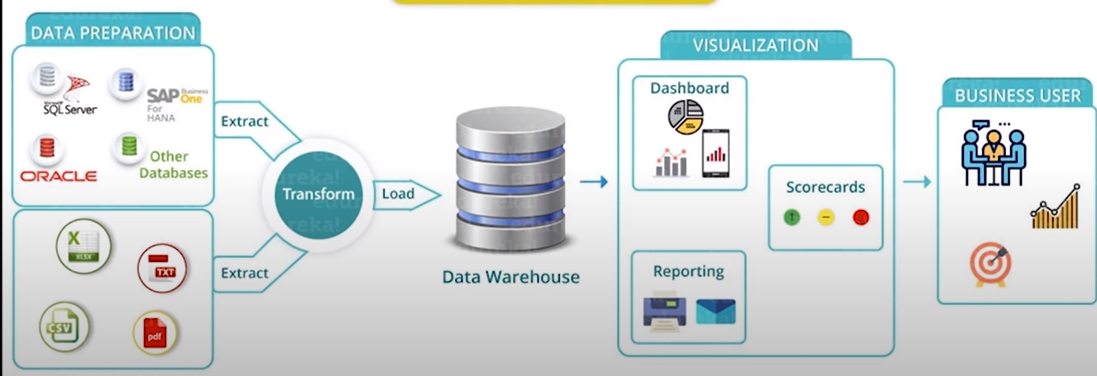 DATA PREPARATION
Microsoft
SQL Server
SAP Business
One
For
HANA
ORACLE
Other
Databases
X
XLSX
TXT
CSV
pdf
Extract
Extract
Transform
Load
Data Warehouse
VISUALIZATION
Dashboard
Scorecards
Reporting
BUSINESS USER
edureka!